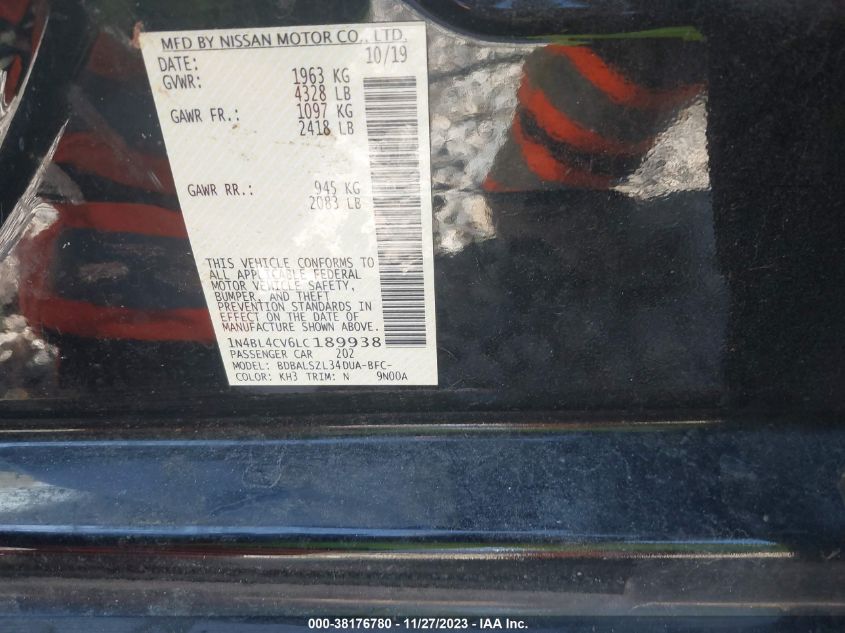 MFD BY NISSAN MOTOR CO., LTD.
DATE: 10/19
GVWR: 1963 KG
4328 LB
GAWR FR.: 1097 KG
2418 LB
GAWR RR.: 945 KG
2083 LB
THIS VEHICLE CONFORMS TO
ALL APPLICABLE FEDERAL
MOTOR VEHICLE SAFETY,
BUMPER, AND THEFT
PREVENTION STANDARDS IN
EFFECT ON THE DATE OF
MANUFACTURE SHOWN ABOVE.
1N4BL4CV6LC189938
PASSENGER CAR 202
MODEL: BDBALSZL34DUA-BFC-
COLOR: KH3 TRIM: N 9N00A
000-38176780 - 11/27/2023 - IAA Inc.